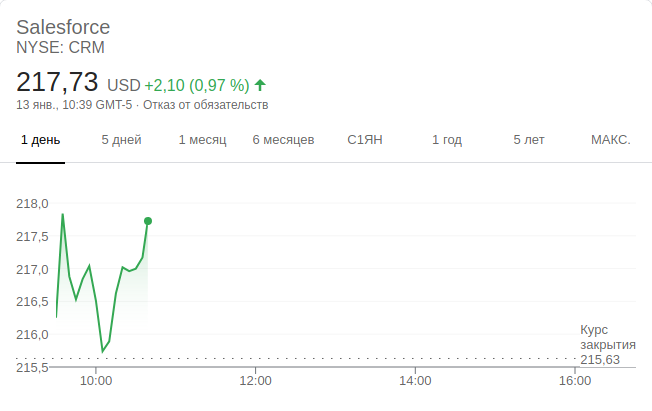 Salesforce
NYSE: CRM
217,73 USD +2,10 (0,97 %)
13 янв., 10:39 GMT-5 · Отказ от обязательств
1 день 5 дней 1 месяц 6 месяцев С1ЯН 1 год 5 лет МАКС.
218,0
217,5
217,0
216,5
216,0
215,5
Курс
закрытия
215,63
10:00 12:00 14:00 16:00